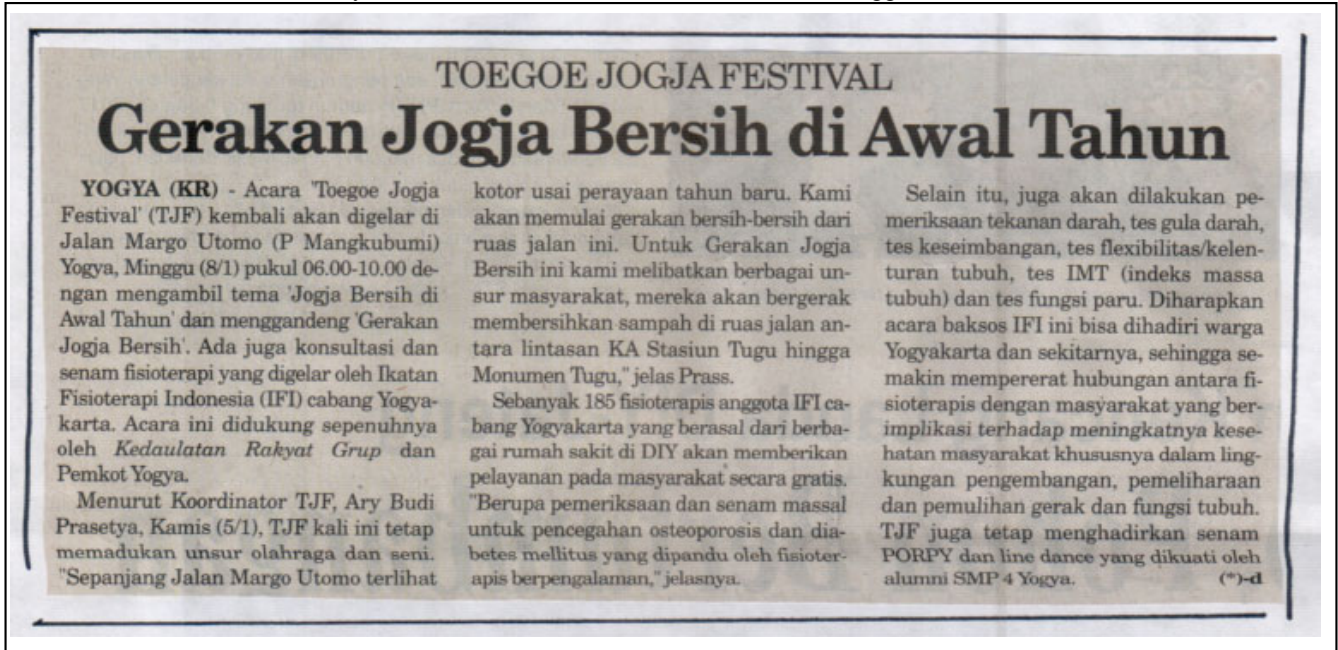 TOEGOE JOGJA FESTIVAL
Gerakan Jogja Bersih di Awal Tahun
YOGYA (KR) - Acara 'Toegoe Jogja
Festival' (TJF) kembali akan digelar di
Jalan Margo Utomo (P Mangkubumi)
Yogya, Minggu (8/1) pukul 06.00-10.00 de-
ngan mengambil tema 'Jogja Bersih di
Awal Tahun' dan menggandeng 'Gerakan
Jogja Bersih'. Ada juga konsultasi dan
senam fisioterapi yang digelar oleh Ikatan
Fisioterapi Indonesia (IFI) cabang Yogya-
karta. Acara ini didukung sepenuhnya
oleh Kedaulatan Rakyat Grup dan
Pemkot Yogya.
Menurut Koordinator TJF, Ary Budi
Prasetya, Kamis (5/1), TJF kali ini tetap
memadukan unsur olahraga dan seni.
"Sepanjang Jalan Margo Utomo terlihat
kotor usai perayaan tahun baru. Kami
akan memulai gerakan bersih-bersih dari
ruas jalan ini. Untuk Gerakan Jogja
Bersih ini kami melibatkan berbagai un-
sur masyarakat, mereka akan bergerak
membersihkan sampah di ruas jalan an-
tara lintasan KA Stasiun Tugu hingga
Monumen Tugu," jelas Prass.
Sebanyak 185 fisioterapis anggota IFI ca-
bang Yogyakarta yang berasal dari berba-
gai rumah sakit di DIY akan memberikan
pelayanan pada masyarakat secara gratis.
"Berupa pemeriksaan dan senam massal
untuk pencegahan osteoporosis dan dia-
betes mellitus yang dipandu oleh fisioter-
apis berpengalaman," jelasnya.
Selain itu, juga akan dilakukan pe-
meriksaan tekanan darah, tes gula darah,
tes keseimbangan, tes flexibilitas/kelen-
turan tubuh, tes IMT (indeks massa
tubuh) dan tes fungsi paru. Diharapkan
acara baksos IFI ini bisa dihadiri warga
Yogyakarta dan sekitarnya, sehingga se-
makin mempererat hubungan antara fi-
sioterapis dengan masyarakat yang ber-
implikasi terhadap meningkatnya kese-
hatan masyarakat khususnya dalam ling-
kungan pengembangan, pemeliharaan
dan pemulihan gerak dan fungsi tubuh.
TJF juga tetap menghadirkan senam
PORPY dan line dance yang dikuati oleh
alumni SMP 4 Yogya. (*)-d